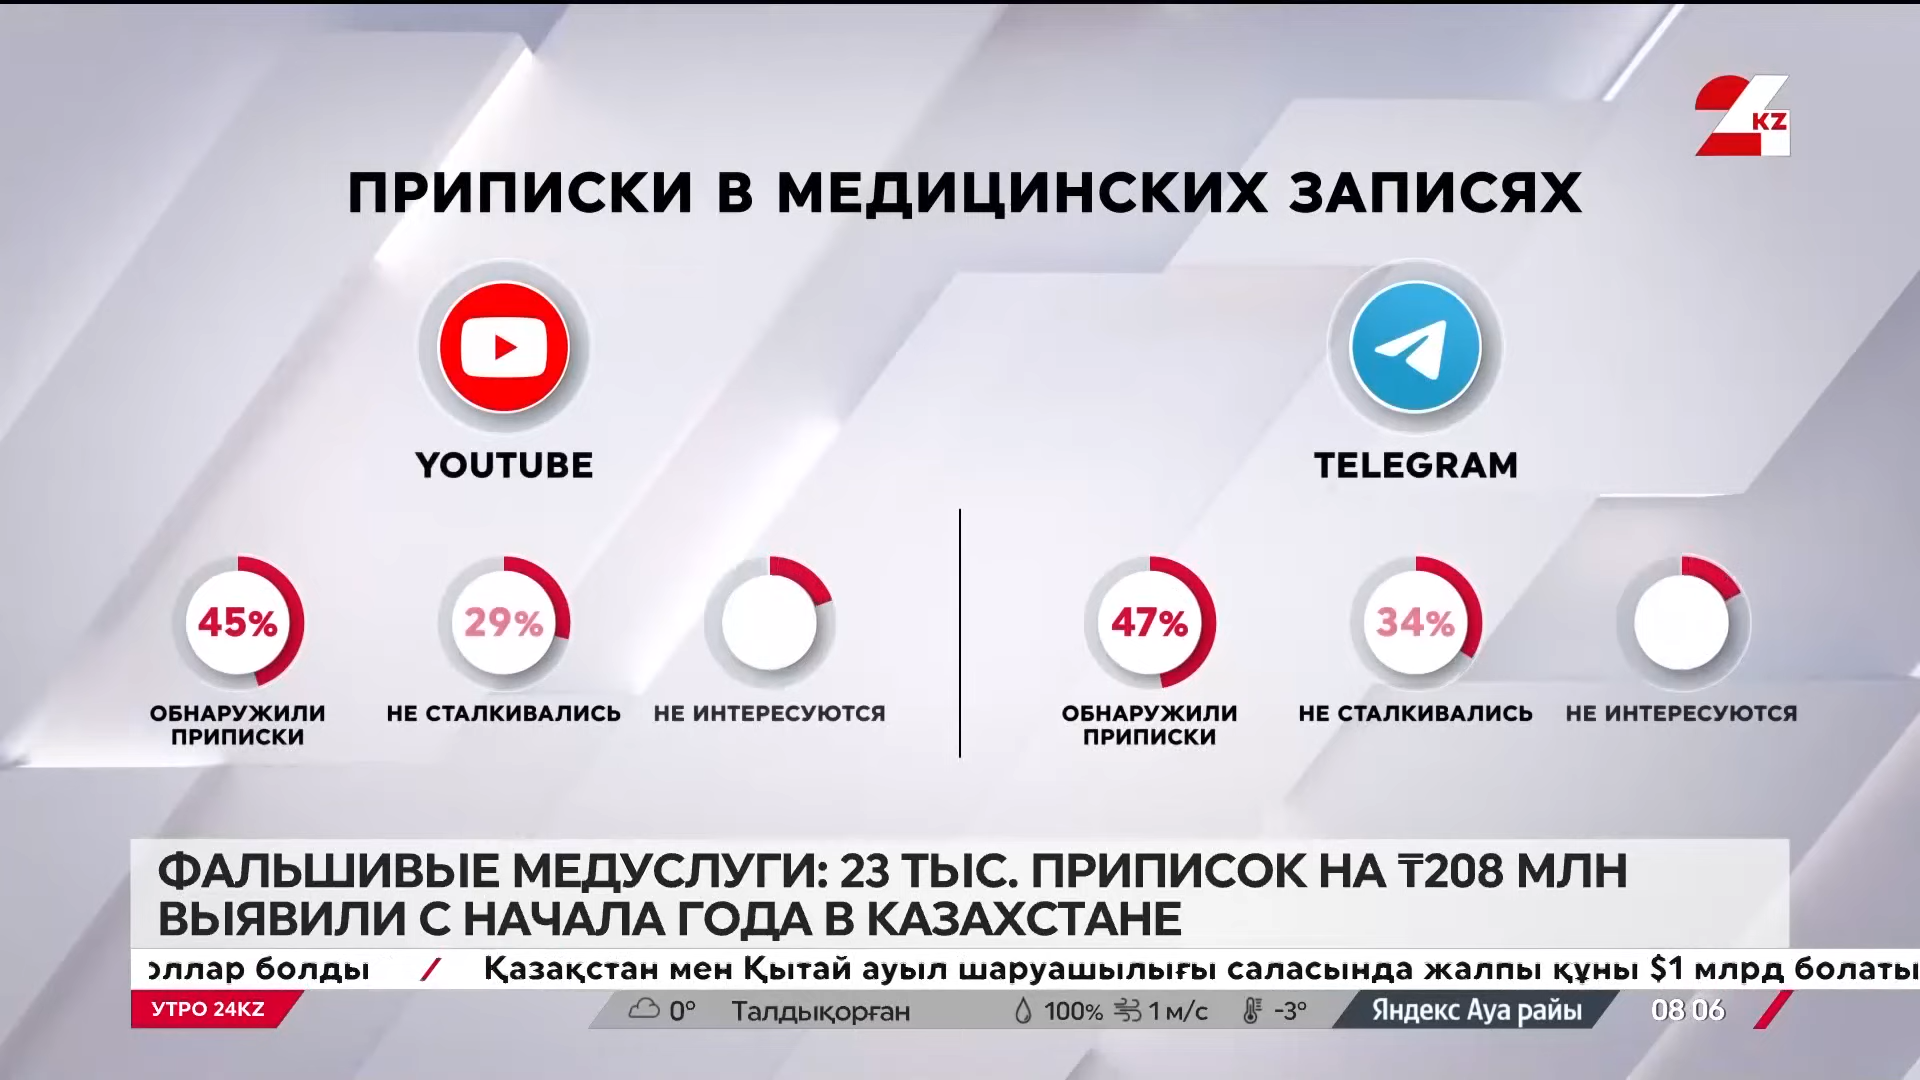 24 KZ
ПРИПИСКИ В МЕДИЦИНСКИХ ЗАПИСЯХ
YOUTUBE
TELEGRAM
45%
29%
47%
34%
ОБНАРУЖИЛИ ПРИПИСКИ
НЕ СТАЛКИВАЛИСЬ
НЕ ИНТЕРЕСУЮТСЯ
ОБНАРУЖИЛИ ПРИПИСКИ
НЕ СТАЛКИВАЛИСЬ
НЕ ИНТЕРЕСУЮТСЯ
ФАЛЬШИВЫЕ МЕДУСЛУГИ: 23 ТЫС. ПРИПИСОК НА ₸208 МЛН
ВЫЯВИЛИ С НАЧАЛА ГОДА В КАЗАХСТАНЕ
болды / Қазақстан мен Қытай ауыл шаруашылығы саласында жалпы құны $1 млрд болаты
УТРО 24KZ
0° Талдықорған 100% 1 м/с -3° Яндекс Ауа райы 08 06